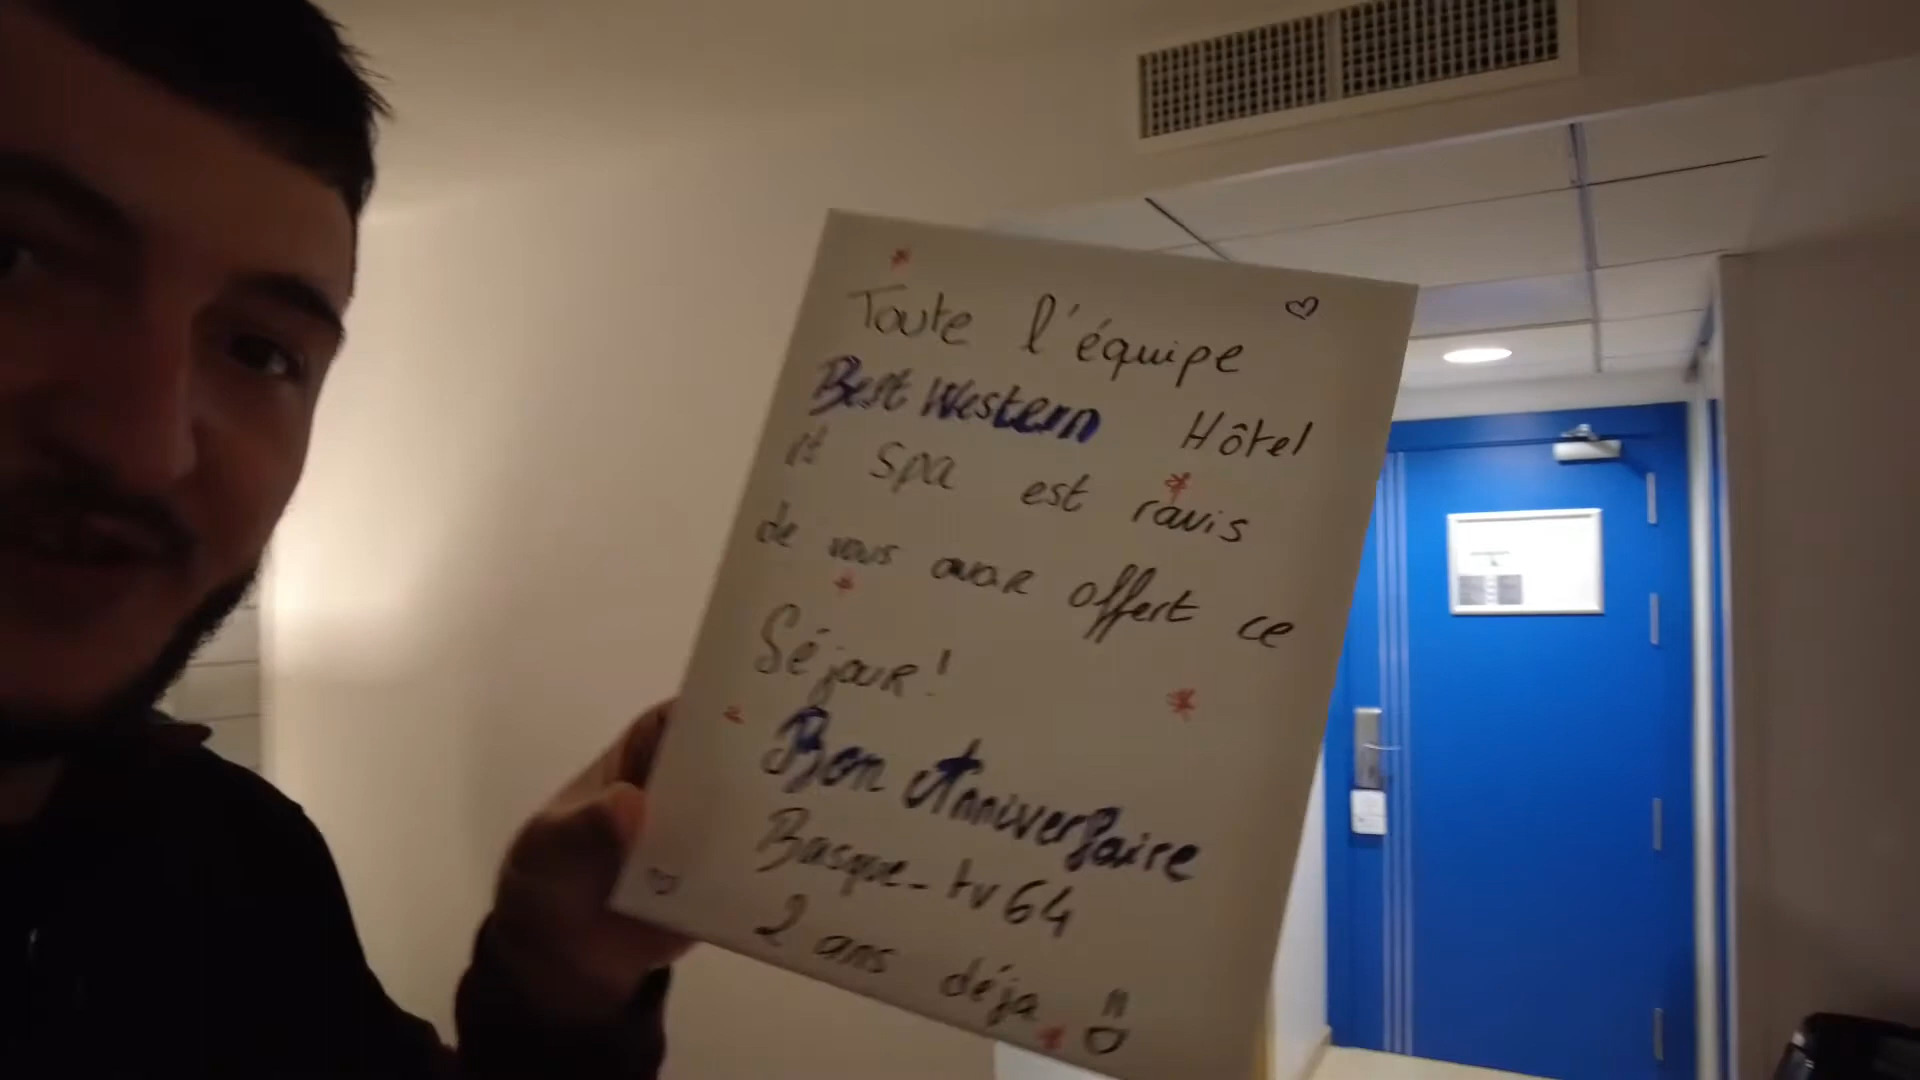 Toute l'équipe
Best Western Hôtel
et spa est ravis
de vous avoir offert ce
Séjour!
Bon Anniversaire
Basque-tv64
2 ans déja